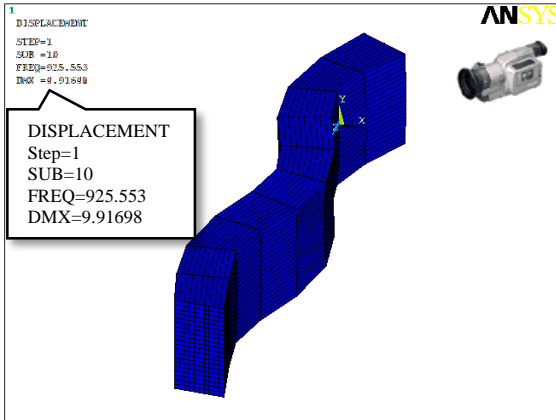 1
DISPLACEMENT
STEP=1
SUB =10
FREQ=925.553
DMX =9.91698
ANSYS
DISPLACEMENT
Step=1
SUB=10
FREQ=925.553
DMX=9.91698
Y
X
Z